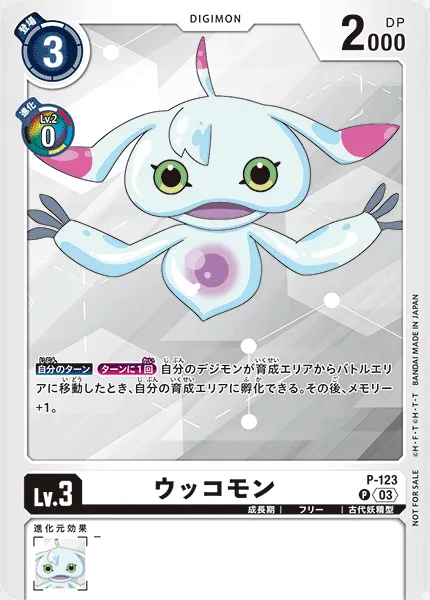 登場
3
DIGIMON
DP
2000
進化
Lv.2
0
自分のターン ターンに1回 自分のデジモンが育成エリアからバトルエ
リアに移動したとき、自分の育成エリアに孵化できる。その後、メモリー
+1。
©H・F・T ©H・T・T BANDAI MADE IN JAPAN
NOT FOR SALE
P-123
P 03
Lv.3
ウッコモン
成長期 | フリー | 古代妖精型
進化元効果
-